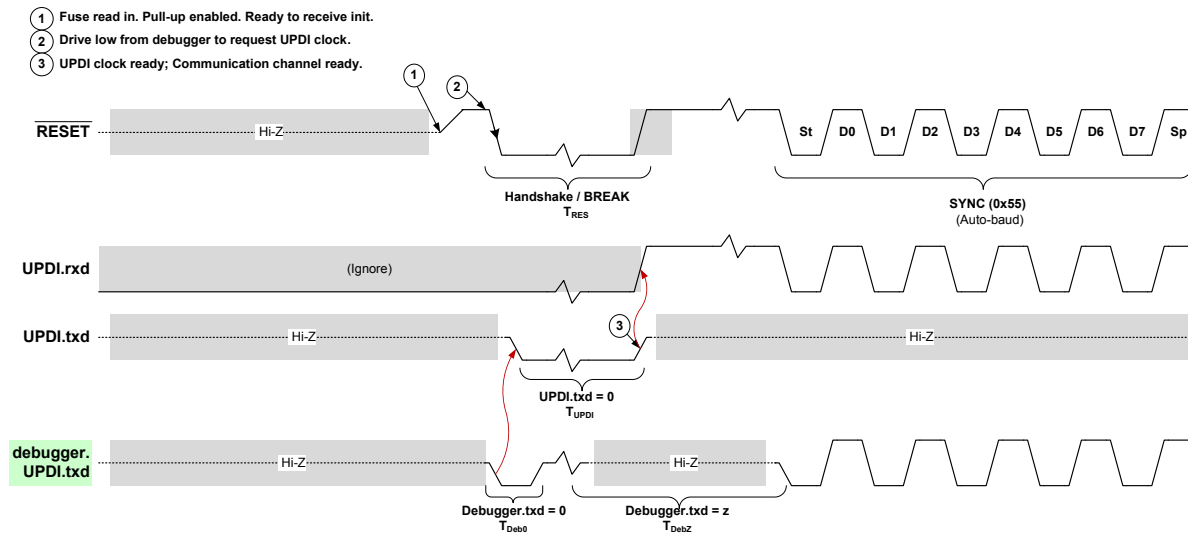 1 Fuse read in. Pull-up enabled. Ready to receive init.
2 Drive low from debugger to request UPDI clock.
3 UPDI clock ready; Communication channel ready.
1
2
RESET
Hi-Z
St D0 D1 D2 D3 D4 D5 D6 D7 Sp
Handshake / BREAK
TRES
SYNC (0x55)
(Auto-baud)
UPDI.rxd
(Ignore)
UPDI.txd
Hi-Z
3
Hi-Z
UPDI.txd = 0
TUPDI
debugger.
UPDI.txd
Hi-Z
Hi-Z
Debugger.txd = 0
TDeb0
Debugger.txd = z
TDebZ